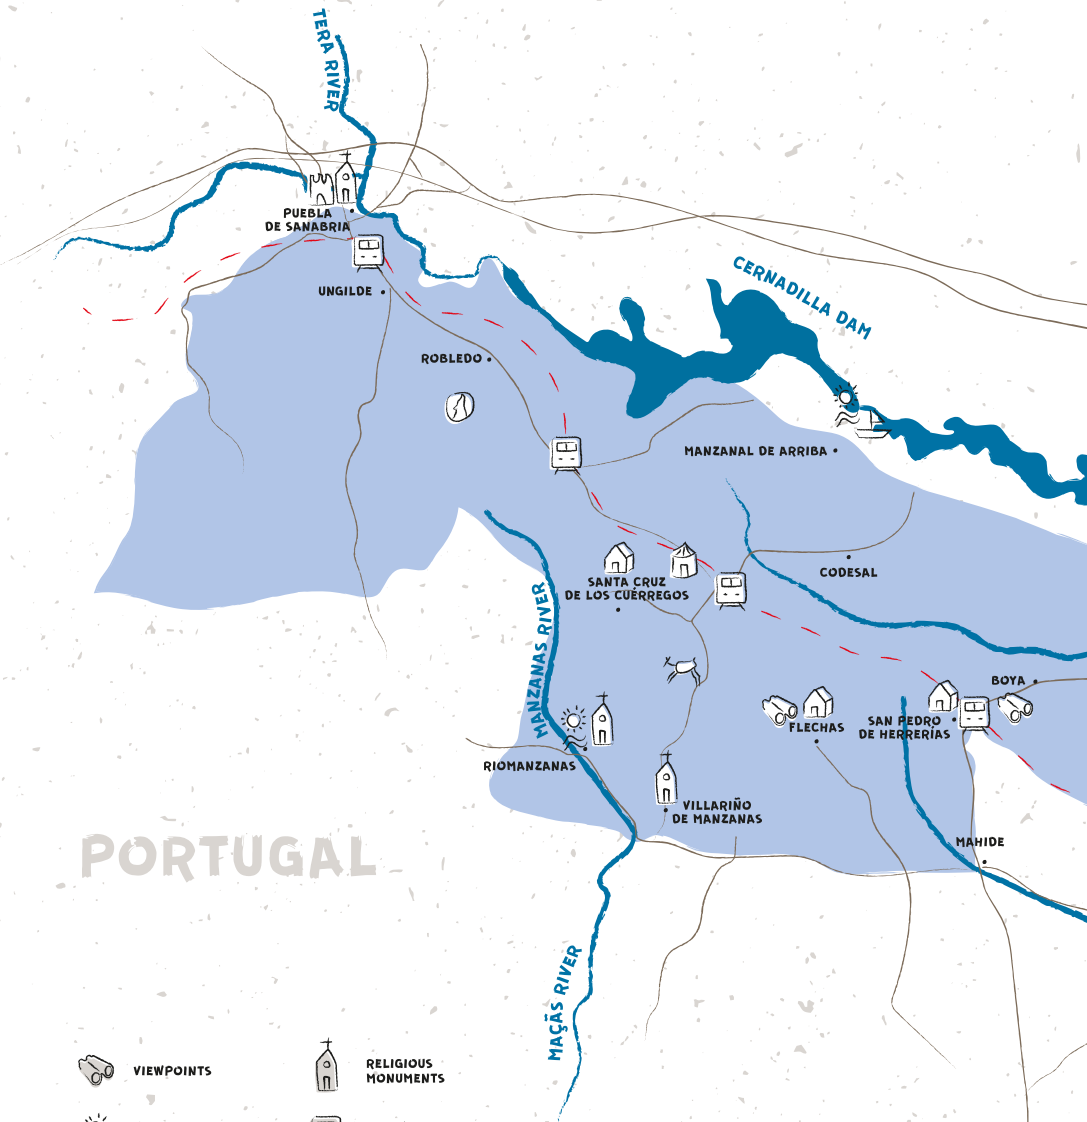 TERA RIVER
PUEBLA
DE SANABRIA
CERNADILLA DAM
UNGILDE
ROBLEDO
MANZANAL DE ARRIBA
SANTA CRUZ
DE LOS CUÉRREGOS
CODESAL
MANZANAS RIVER
BOYA
FLECHAS
SAN PEDRO
DE HERRERÍAS
RIOMANZANAS
VILLARIÑO
DE MANZANAS
PORTUGAL
MAHIDE
MAÇÃS RIVER
VIEWPOINTS
RELIGIOUS
MONUMENTS